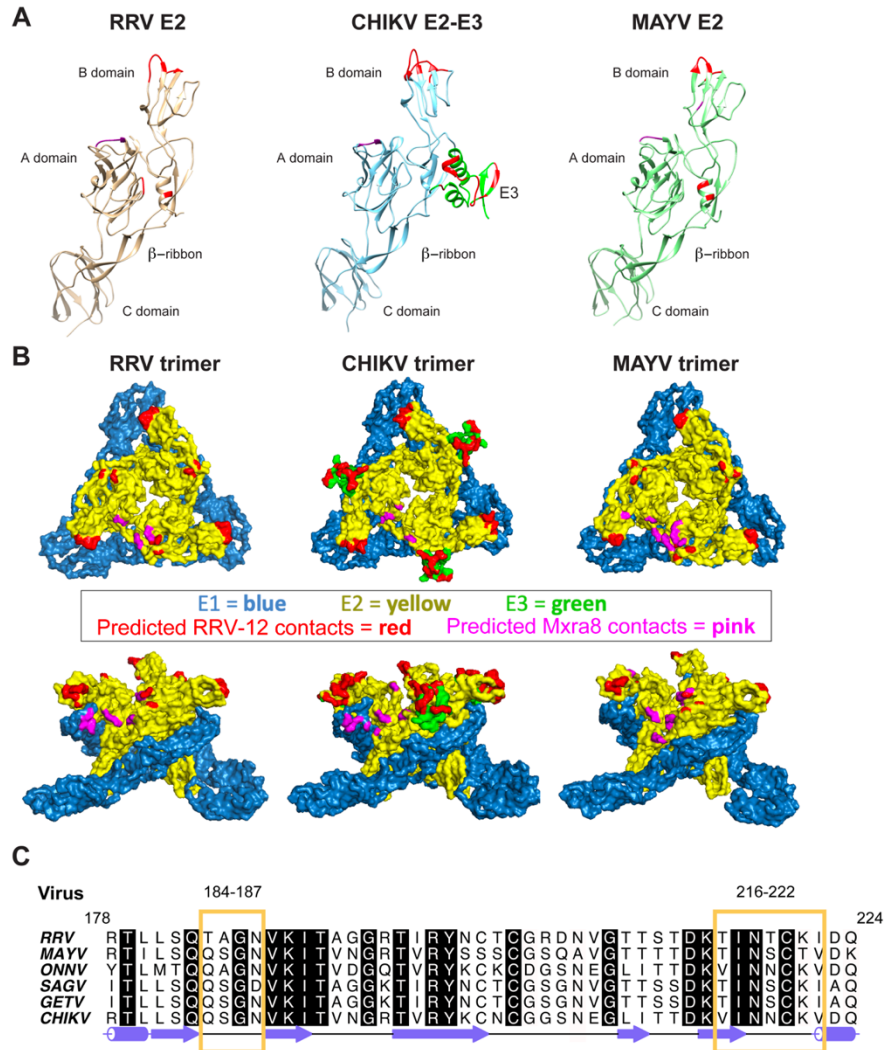 A
RRV E2
CHIKV E2-E3
MAYV E2
B domain
B domain
B domain
A domain
A domain
A domain
E3
β–ribbon
β–ribbon
β–ribbon
C domain
C domain
C domain
B
RRV trimer
CHIKV trimer
MAYV trimer
E1 = blue E2 = yellow E3 = green
Predicted RRV-12 contacts = red Predicted Mxra8 contacts = pink
C
Virus
184-187
216-222
178
224
RRV R T L L S Q T A G N V K I T A G G R T I R Y N C T C G R D N V G T T S T D K T I N T C K I D Q
MAYV R T I L S Q Q S G N V K I T V N G R T V R Y S S S C G S Q A V G T T T T D K T I N S C T V D K
ONNV Y T L M T Q Q A G N V K I T V D G Q T V R Y K C K C D G S N E G L I T T D K V I N N C K V D Q
SAGV I T L L S Q Q S G D V K I T V G G K T V R Y N C T C G S G N V G T T S S D K T I N S C K I A Q
GETV I T L L S Q Q S G N V K I T A G G K T I R Y N C T C G S G N V G T T S S D K T I N S C K I A Q
CHIKV R T L L S Q Q S G N V K I T V N G Q T V R Y K C N C G G S N E G L I T T D K V I N N C K V D Q